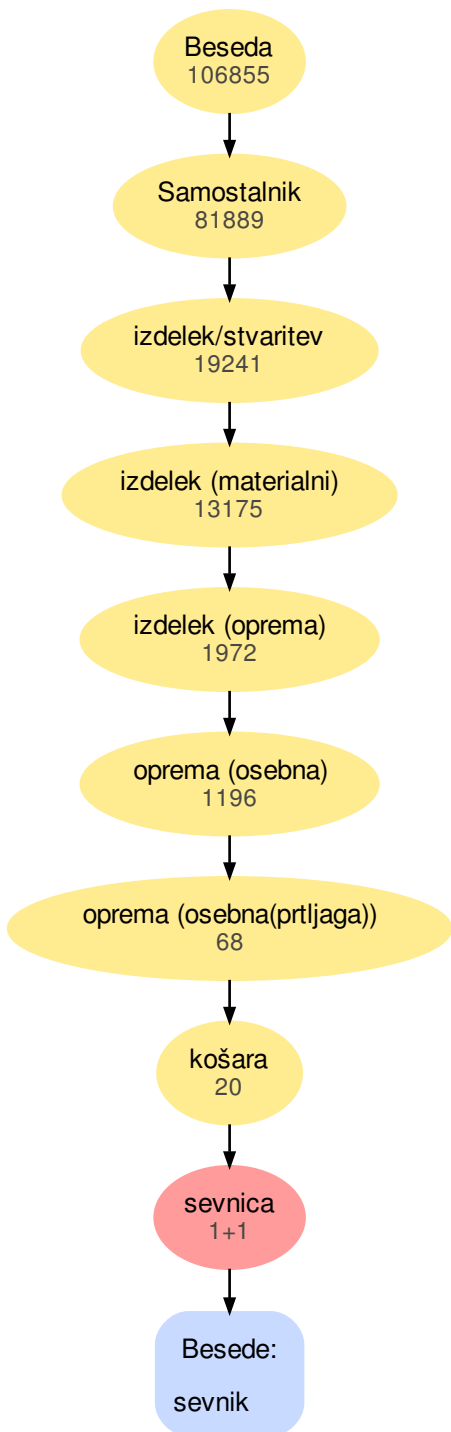 Beseda
106855
Samostalnik
81889
izdelek/stvaritev
19241
izdelek (materialni)
13175
izdelek (oprema)
1972
oprema (osebna)
1196
oprema (osebna(prtljaga))
68
košara
20
sevnica
1+1
Besede:
sevnik